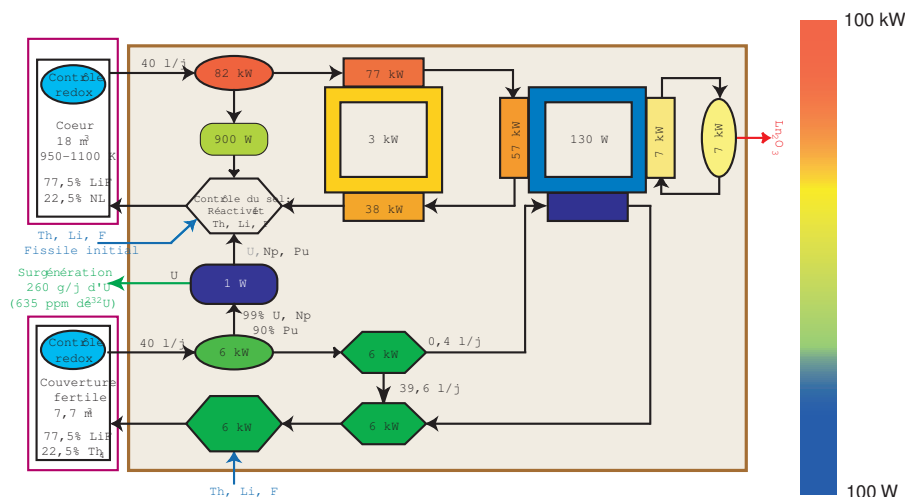 100 kW
40 l/j
82 kW
77 kW
Contrôle
redox
Coeur
18 m3
950-1100 K
77,5% LiF
22,5% NL
900 W
3 kW
57 kW
130 W
7 kW
7 kW
Ln2O3
Contrôle du sel:
Réactivit
Th, Li, F
38 kW
Th, Li, F
Fissile initial
U, Np, Pu
Surgénération
260 g/j d'U
(635 ppm de 232U)
U
1 W
99% U, Np
90% Pu
40 l/j
6 kW
6 kW
0,4 l/j
Contrôle
redox
Couverture
fertile
7,7 m3
77,5% LiF
22,5% Th
39,6 l/j
6 kW
6 kW
Th, Li, F
100 W